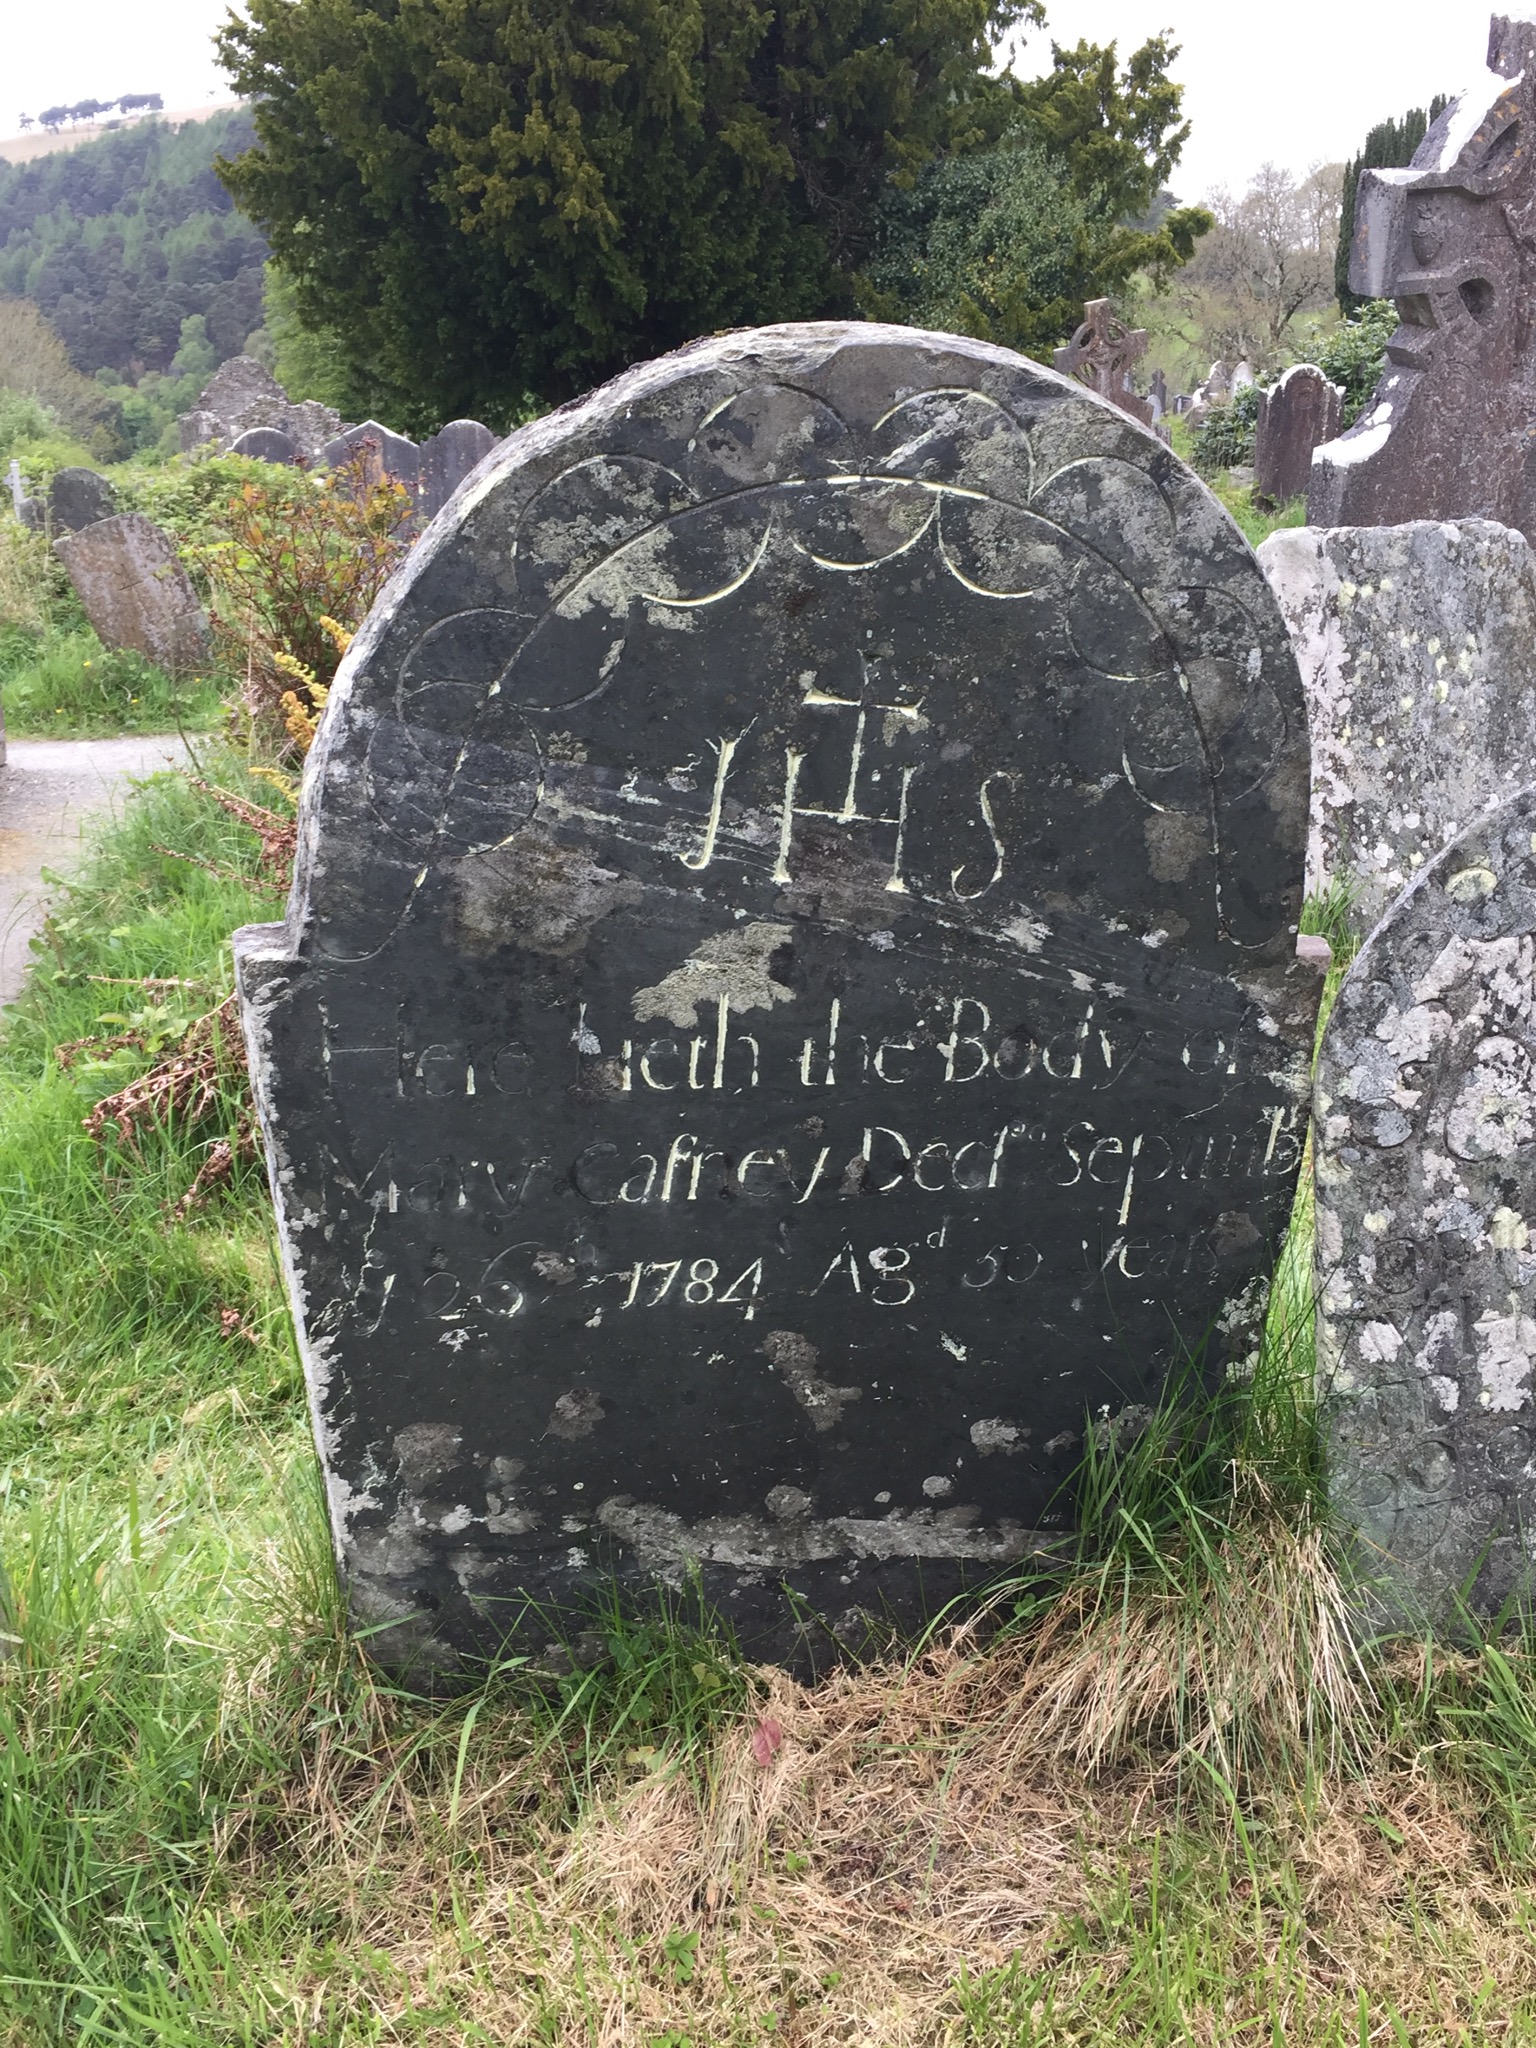 IHS
Here Lieth the Body of
Mary Cafrey Decd Septmb
y 26 1784 Agd 50 years